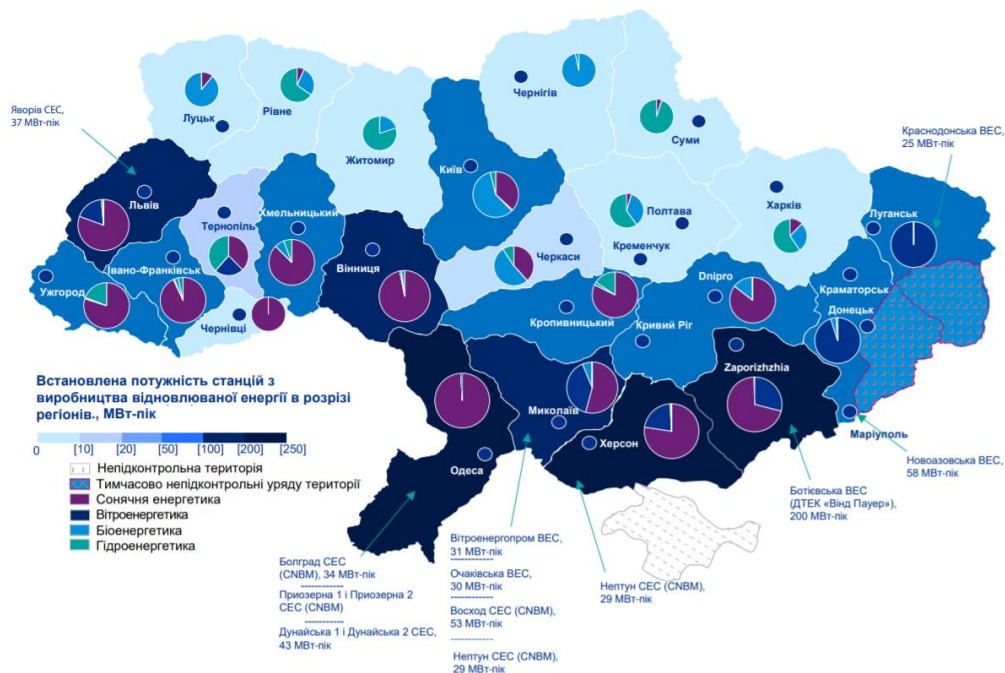 Чернігів
Яворів СЕС,
37 МВт-пік
Луцьк
Рівне
Житомир
Суми
Краснодонська ВЕС,
25 МВт-пік
Київ
Львів
Тернопіль
Хмельницький
Полтава
Харків
Луганськ
Кременчук
Черкаси
Вінниця
Івано-Франківськ
Ужгород
Чернівці
Dnipro
Краматорськ
Донецьк
Кропивницький
Кривий Ріг
Zaporizhzhia
Встановлена потужність станцій з
виробництва відновлюваної енергії в розрізі
регіонів., МВт-пік
0 [10] [20] [50] [100] [200] [250]
Миколаїв
Херсон
Одеса
Маріуполь
Новоазовська ВЕС,
58 МВт-пік
Непідконтрольна територія
Тимчасово непідконтрольні уряду території
Сонячна енергетика
Вітроенергетика
Біоенергетика
Гідроенергетика
Ботієвська ВЕС
(ДТЕК «Вінд Пауер»),
200 МВт-пік
Болград СЕС
(CNBM), 34 МВт-пік
------------
Приозерна 1 і Приозерна 2
СЕС (CNBM)
------------
Дунайська 1 і Дунайська 2 СЕС,
43 МВт-пік
Вітроенергопром ВЕС,
31 МВт-пік
------------
Очаківська ВЕС,
30 МВт-пік
------------
Восход СЕС (CNBM)
53 МВт-пік
------------
Нептун СЕС (CNBM),
29 МВт-пік
Нептун СЕС (CNBM)
29 МВт-пік